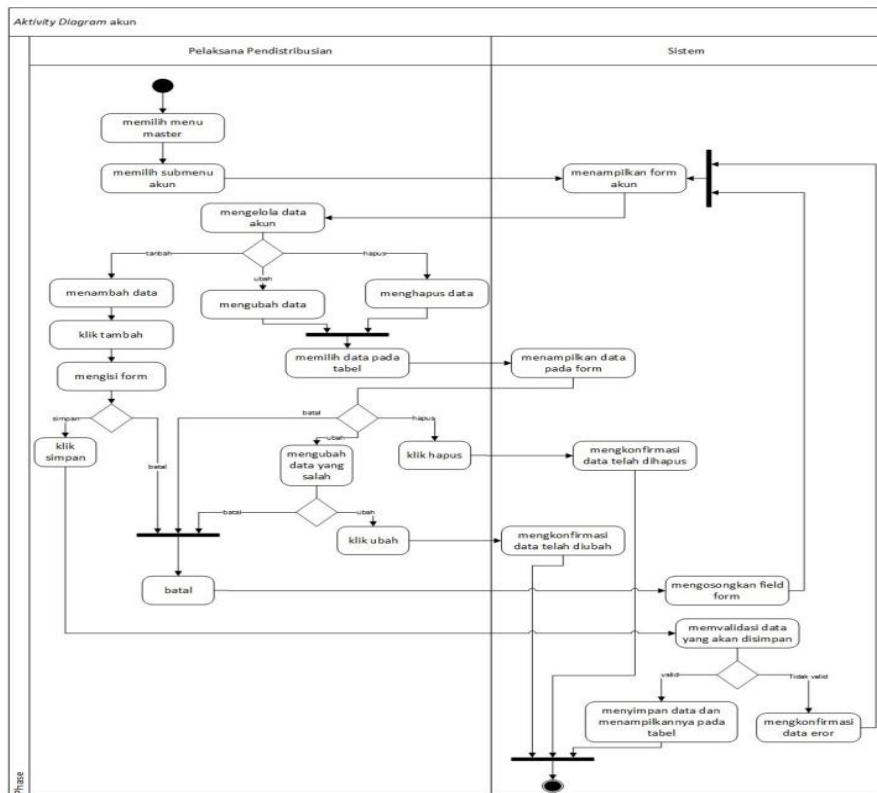 Aktivity Diagram akun
Pelaksana Pendistribusian
Sistem
memilih menu
master
memilih submenu
akun
menampilkan form
akun
mengelola data
akun
tanbah
ubah
hapus
menambah data
mengubah data
menghapus data
klik tambah
memilih data pada
tabel
menampilkan data
pada form
mengisi form
simpan
batal
batal
hapus
ubah
klik
simpan
mengubah
data yang
salah
klik hapus
mengkonfirmasi
data telah dihapus
batal
ubah
klik ubah
mengkonfirmasi
data telah diubah
batal
mengosongkan field
form
memvalidasi data
yang akan disimpan
valid
Tidak valid
menyimpan data dan
menampilkannya pada
tabel
mengkonfirmasi
data eror
Phase